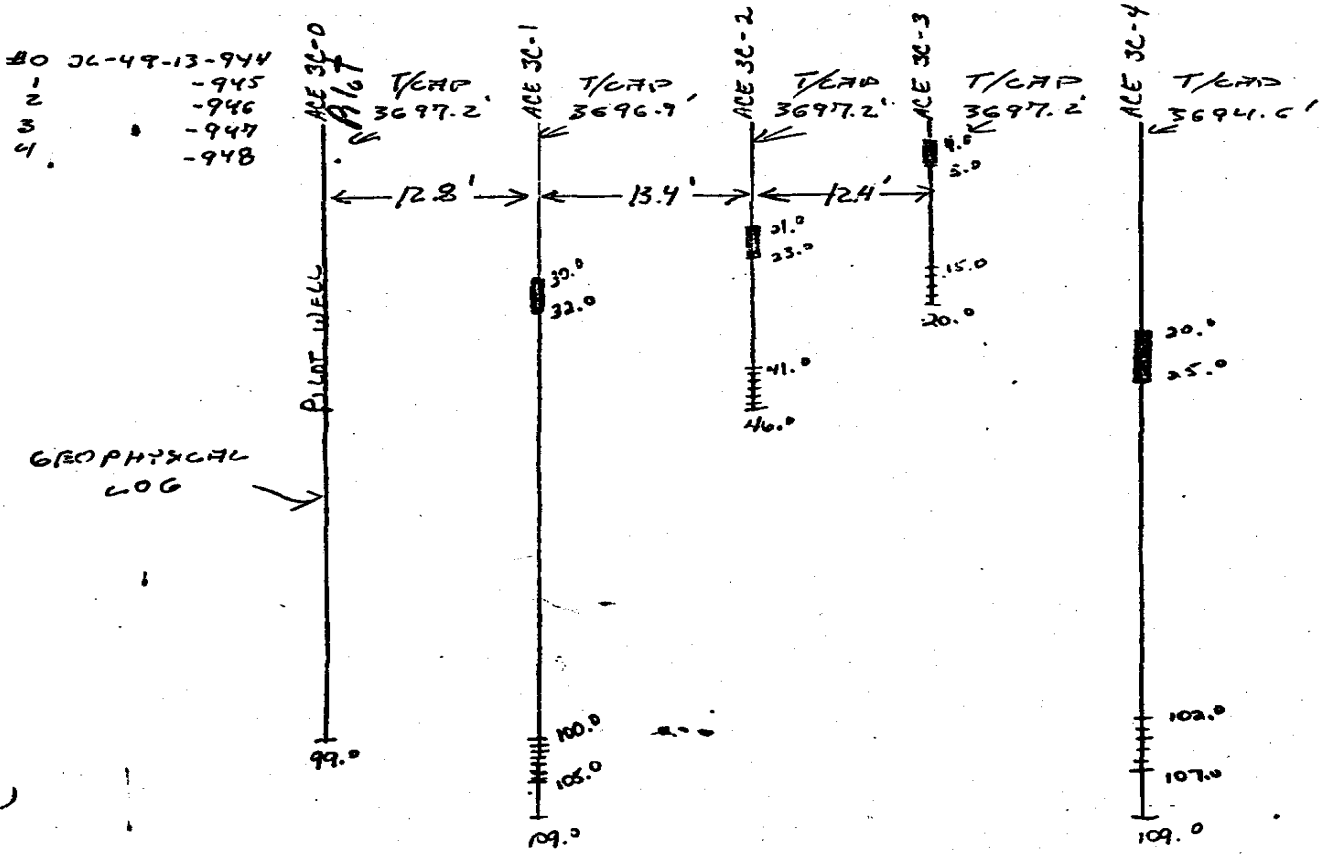 #0 JL-49-13-944
1 -945
2 -946
3 -947
4 -948
ACE 3C-0
Pilot
T/CAP
3697.2'
ACE 3C-1
T/CAP
3696.9'
ACE 3C-2
T/CAP
3697.2'
ACE 3C-3
T/CAP
3697.2'
ACE 3C-4
T/CAP
3694.6'
12.8'
13.4'
12.4'
4.0
5.0
21.0
23.0
15.0
20.0
30.0
32.0
20.0
25.0
PILOT WELL
41.0
46.0
GEOPHYSICAL
LOG
99.0
100.0
105.0
109.0
102.0
107.0
109.0